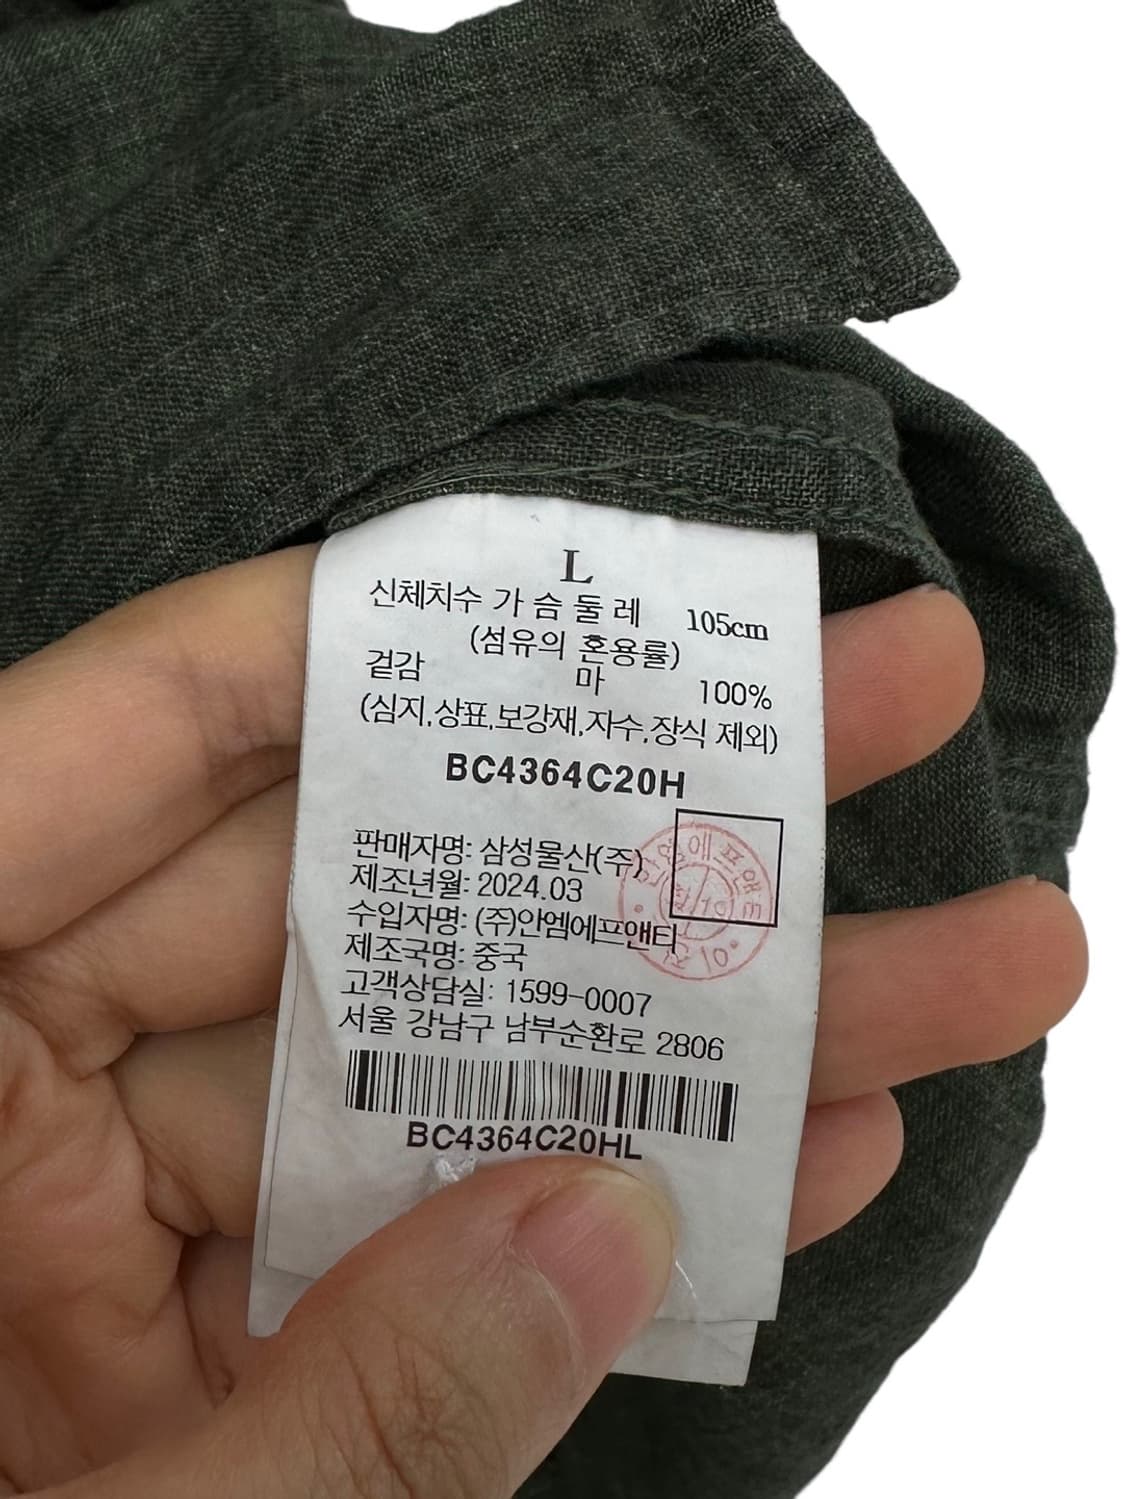 L
신체치수 가슴둘레 105cm
(섬유의 혼용률)
겉감 마 100%
(심지,상표,보강재,자수,장식 제외)
BC4364C20H
판매자명: 삼성물산(주)
제조년월: 2024.03
수입자명: (주)안엠에프앤티
제조국명: 중국
고객상담실: 1599-0007
서울 강남구 남부순환로 2806
BC4364C20HL